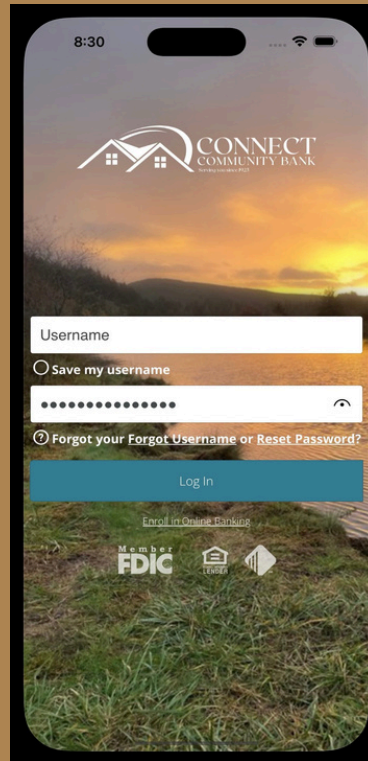 8:30
CONNECT
COMMUNITY BANK
Username
Save my username
Forgot your Forgot Username or Reset Password?
Log In
Enroll in Online Banking
Member
FDIC
LENDER